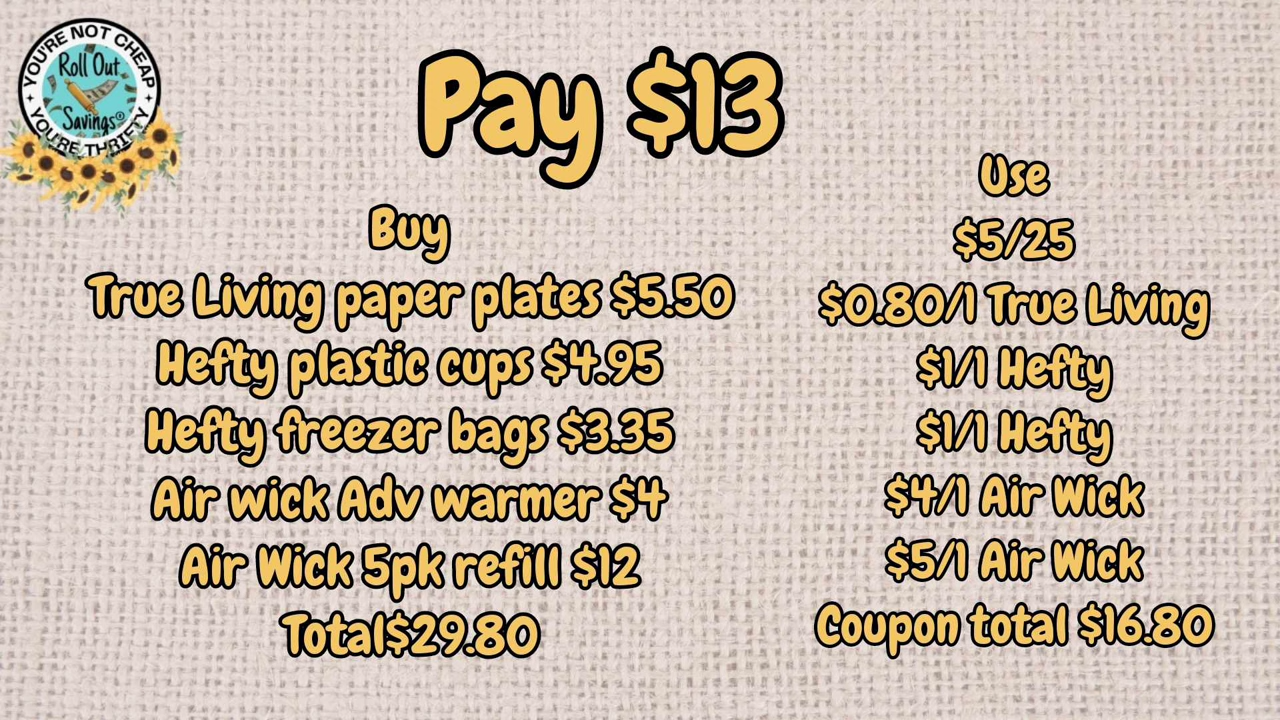 YOU'RE NOT CHEAP
Roll Out
Savings®
YOU'RE THRIFTY
Pay $13
Buy
True Living paper plates $5.50
Hefty plastic cups $4.95
Hefty freezer bags $3.35
Air wick Adv warmer $4
Air Wick 5pk refill $12
Total$29.80
Use
$5/25
$0.80/1 True Living
$1/1 Hefty
$1/1 Hefty
$4/1 Air Wick
$5/1 Air Wick
Coupon total $16.80